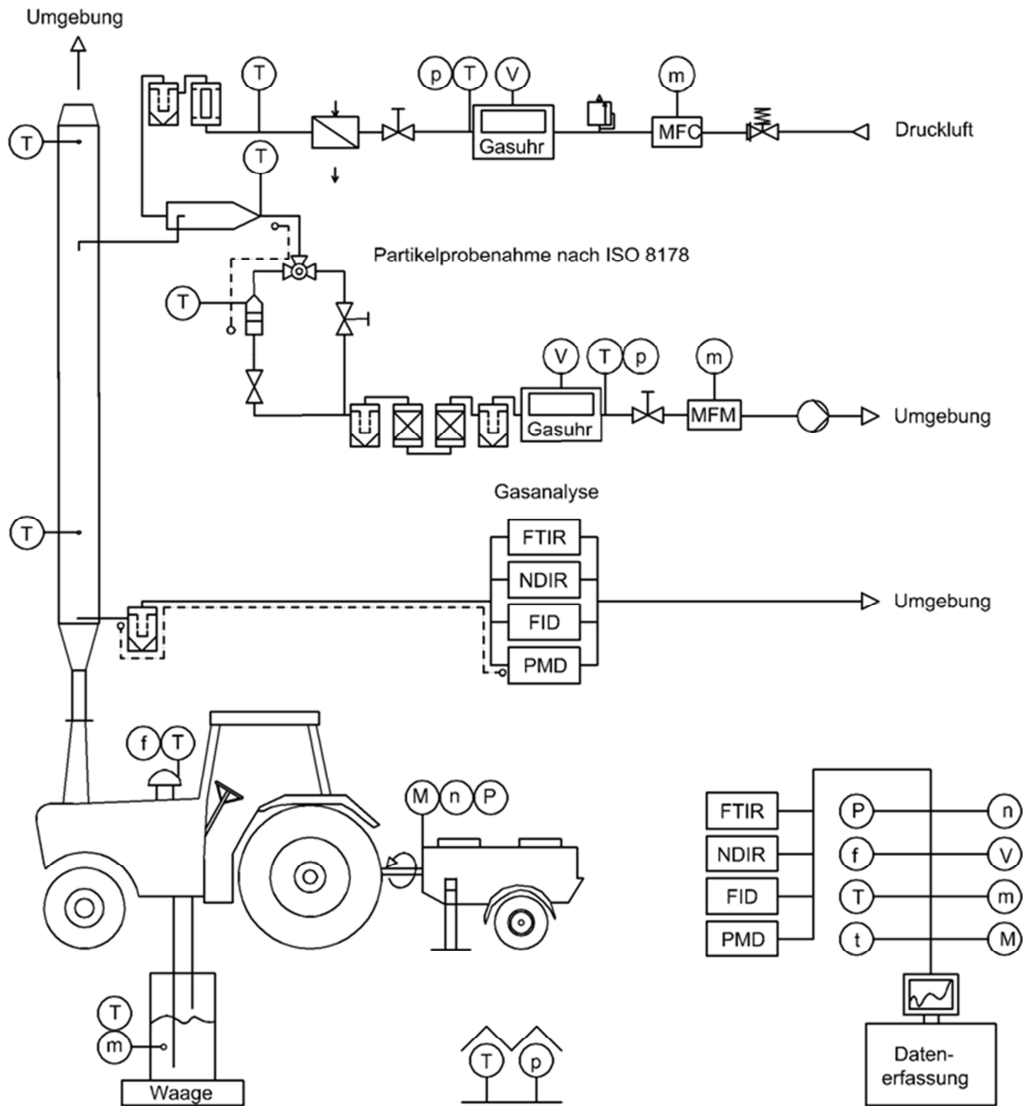 Umgebung
T
p T
V
m
T
Gasuhr
MFC
Druckluft
T
Partikelprobenahme nach ISO 8178
T
V
T p
m
Gasuhr
MFM
Umgebung
Gasanalyse
T
FTIR
NDIR
Umgebung
FID
PMD
f T
M n P
FTIR
P
n
NDIR
f
V
FID
T
m
PMD
t
M
T
m
T
p
Daten-
erfassung
Waage